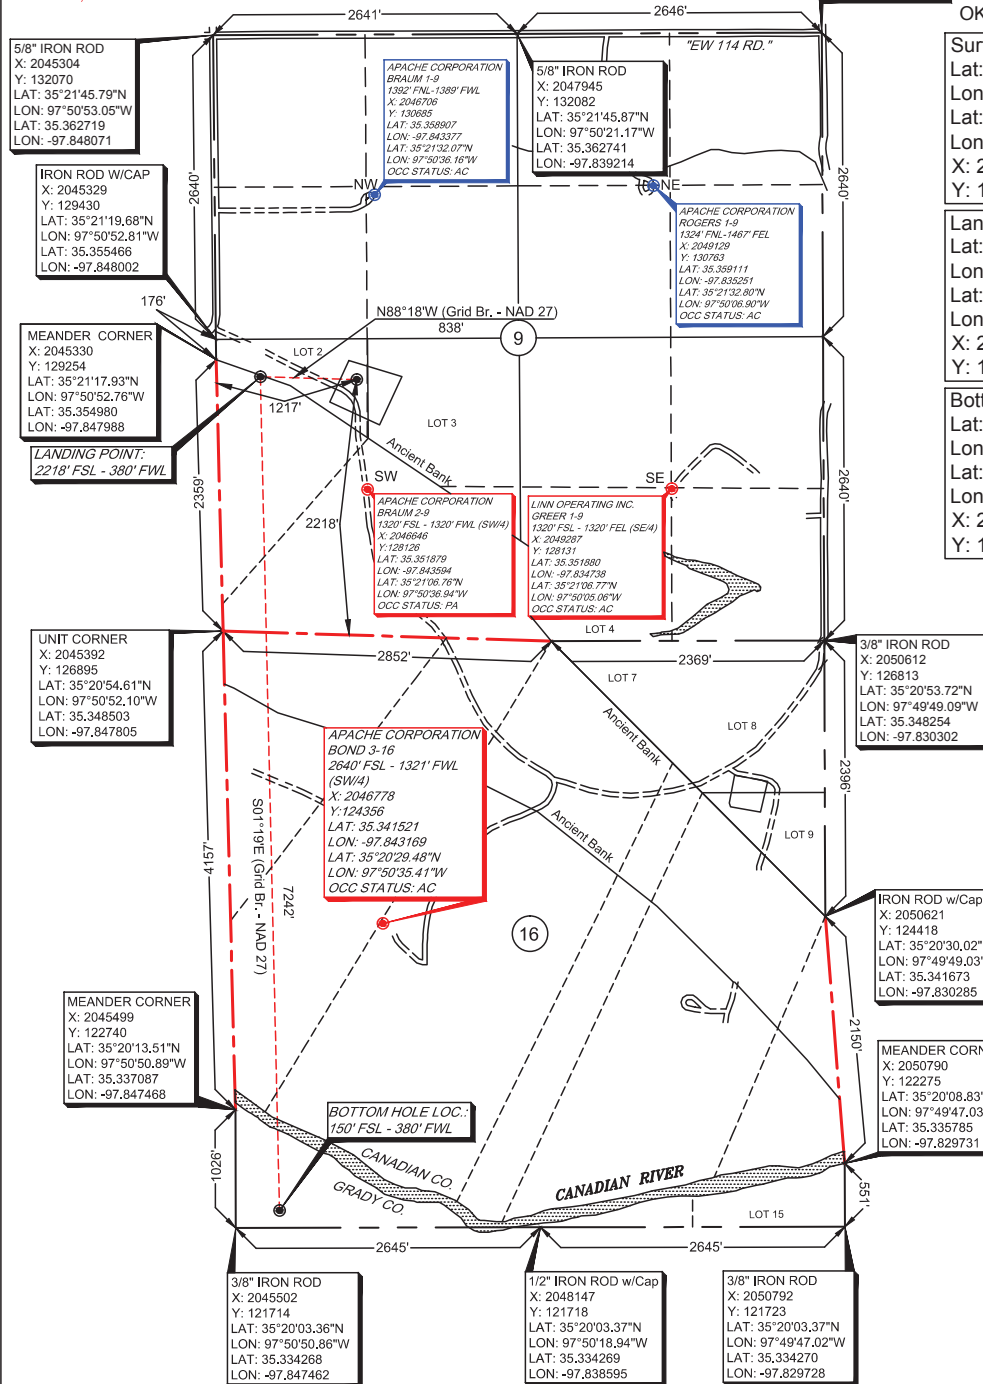 2641'
2646'
OK
"EW 114 RD."
5/8" IRON ROD
X: 2045304
Y: 132070
LAT: 35°21'45.79"N
LON: 97°50'53.05"W
LAT: 35.362719
LON: -97.848071
APACHE CORPORATION
BRAUM 1-9
1392' FNL-1389' FWL
X: 2046706
Y: 130685
LAT: 35.358907
LON: -97.843377
LAT: 35°21'32.07"N
LON: 97°50'36.16"W
OCC STATUS: AC
5/8" IRON ROD
X: 2047945
Y: 132082
LAT: 35°21'45.87"N
LON: 97°50'21.17"W
LAT: 35.362741
LON: -97.839214
Sur
Lat:
Lon
Lat:
Lon
X: 2
Y: 1
IRON ROD W/CAP
X: 2045329
Y: 129430
LAT: 35°21'19.68"N
LON: 97°50'52.81"W
LAT: 35.355466
LON: -97.848002
2640'
NW
NE
2640'
APACHE CORPORATION
ROGERS 1-9
1324' FNL-1467' FEL
X: 2049129
Y: 130763
LAT: 35.359111
LON: -97.835251
LAT: 35°21'32.80"N
LON: 97°50'06.90"W
OCC STATUS: AC
Lan
Lat:
Lon
Lat:
Lon
X: 2
Y: 1
176'
N88°18'W (Grid Br. - NAD 27)
838'
9
MEANDER CORNER
X: 2045330
Y: 129254
LAT: 35°21'17.93"N
LON: 97°50'52.76"W
LAT: 35.354980
LON: -97.847988
LOT 2
1217'
LOT 3
Bott
Lat:
Lon
Lat:
Lon
X: 2
Y: 1
LANDING POINT:
2218' FSL - 380' FWL
Ancient Bank
SW
SE
2640'
2359'
2218'
APACHE CORPORATION
BRAUM 2-9
1320' FSL - 1320' FWL (SW/4)
X: 2046646
Y:128126
LAT: 35.351879
LON: -97.843594
LAT: 35°21'06.76"N
LON: 97°50'36.94"W
OCC STATUS: PA
LINN OPERATING INC.
GREER 1-9
1320' FSL - 1320' FEL (SE/4)
X: 2049287
Y: 128131
LAT: 35.351880
LON: -97.834738
LAT: 35°21'06.77"N
LON: 97°50'05.06"W
OCC STATUS: AC
LOT 4
UNIT CORNER
X: 2045392
Y: 126895
LAT: 35°20'54.61"N
LON: 97°50'52.10"W
LAT: 35.348503
LON: -97.847805
2852'
2369'
3/8" IRON ROD
X: 2050612
Y: 126813
LAT: 35°20'53.72"N
LON: 97°49'49.09"W
LAT: 35.348254
LON: -97.830302
LOT 7
LOT 8
Ancient Bank
APACHE CORPORATION
BOND 3-16
2640' FSL - 1321' FWL
(SW/4)
X: 2046778
Y:124356
LAT: 35.341521
LON: -97.843169
LAT: 35°20'29.48"N
LON: 97°50'35.41"W
OCC STATUS: AC
2396'
LOT 9
Ancient Bank
4157'
S01°19'E (Grid Br. - NAD 27)
7242'
16
IRON ROD w/Cap
X: 2050621
Y: 124418
LAT: 35°20'30.02"
LON: 97°49'49.03"
LAT: 35.341673
LON: -97.830285
MEANDER CORNER
X: 2045499
Y: 122740
LAT: 35°20'13.51"N
LON: 97°50'50.89"W
LAT: 35.337087
LON: -97.847468
2150'
MEANDER CORN
X: 2050790
Y: 122275
LAT: 35°20'08.83"
LON: 97°49'47.03
LAT: 35.335785
LON: -97.829731
BOTTOM HOLE LOC.:
150' FSL - 380' FWL
1026'
CANADIAN CO.
GRADY CO.
CANADIAN RIVER
551'
LOT 15
2645'
2645'
3/8" IRON ROD
X: 2045502
Y: 121714
LAT: 35°20'03.36"N
LON: 97°50'50.86"W
LAT: 35.334268
LON: -97.847462
1/2" IRON ROD w/Cap
X: 2048147
Y: 121718
LAT: 35°20'03.37"N
LON: 97°50'18.94"W
LAT: 35.334269
LON: -97.838595
3/8" IRON ROD
X: 2050792
Y: 121723
LAT: 35°20'03.37"N
LON: 97°49'47.02"W
LAT: 35.334270
LON: -97.829728